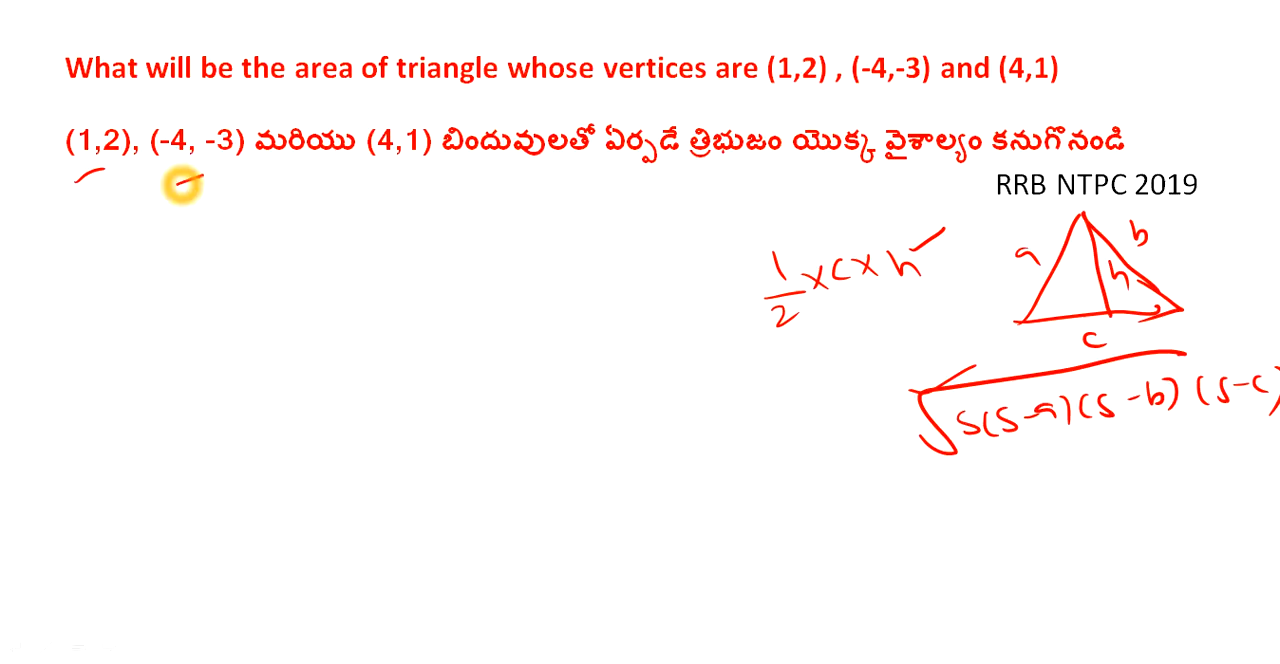 What will be the area of triangle whose vertices are (1,2) , (-4,-3) and (4,1)
(1,2), (-4, -3) మరియు (4,1) బిందువులతో ఏర్పడే త్రిభుజం యొక్క వైశాల్యం కనుగొనండి
RRB NTPC 2019
a b h c
1/2 x c x h
√s(s-a)(s-b)(s-c)